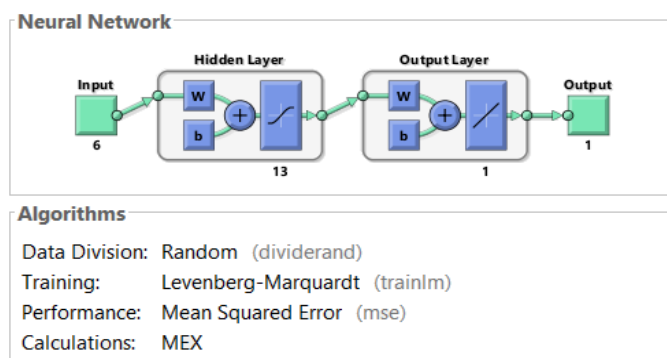 Neural Network
Hidden Layer
Output Layer
Input
W
b
+
W
b
+
Output
6
13
1
1
Algorithms
Data Division: Random (dividerand)
Training: Levenberg-Marquardt (trainlm)
Performance: Mean Squared Error (mse)
Calculations: MEX